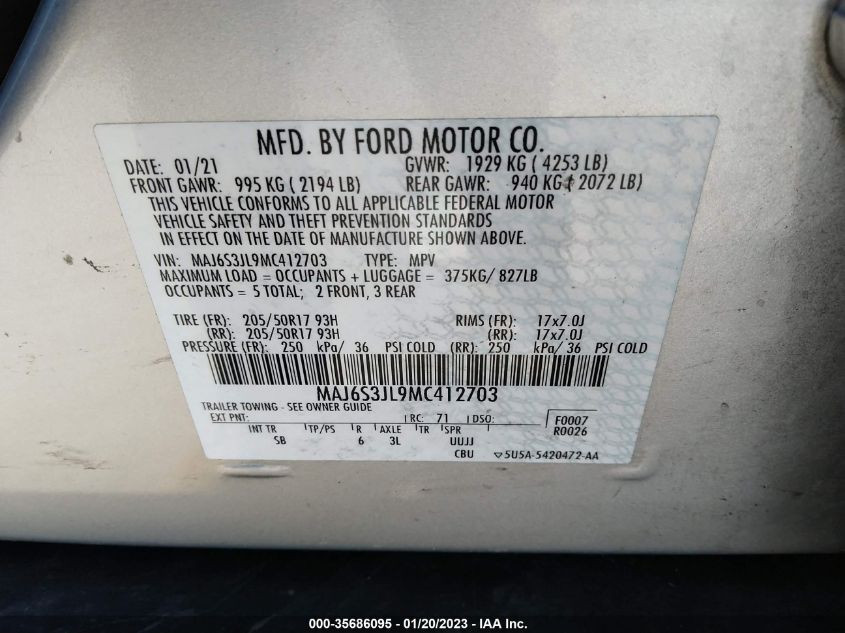 MFD. BY FORD MOTOR CO.
DATE: 01/21 GVWR: 1929 KG ( 4253 LB)
FRONT GAWR: 995 KG ( 2194 LB) REAR GAWR: 940 KG ( 2072 LB)
THIS VEHICLE CONFORMS TO ALL APPLICABLE FEDERAL MOTOR
VEHICLE SAFETY AND THEFT PREVENTION STANDARDS
IN EFFECT ON THE DATE OF MANUFACTURE SHOWN ABOVE.
VIN: MAJ6S3JL9MC412703 TYPE: MPV
MAXIMUM LOAD = OCCUPANTS + LUGGAGE = 375KG/ 827LB
OCCUPANTS = 5 TOTAL; 2 FRONT, 3 REAR
TIRE (FR): 205/50R17 93H RIMS (FR): 17x7.0J
(RR): 205/50R17 93H (RR): 17x7.0J
PRESSURE (FR): 250 kPa/ 36 PSI COLD (RR): 250 kPa/ 36 PSI COLD
MAJ6S3JL9MC412703
TRAILER TOWING - SEE OWNER GUIDE
EXT PNT: RC: 71 DSO: F0007
R0026
INT TR TP/PS R AXLE TR SPR
SB 6 3L UUJJ
CBU 5U5A-5420472-AA
000-35686095 - 01/20/2023 - IAA Inc.